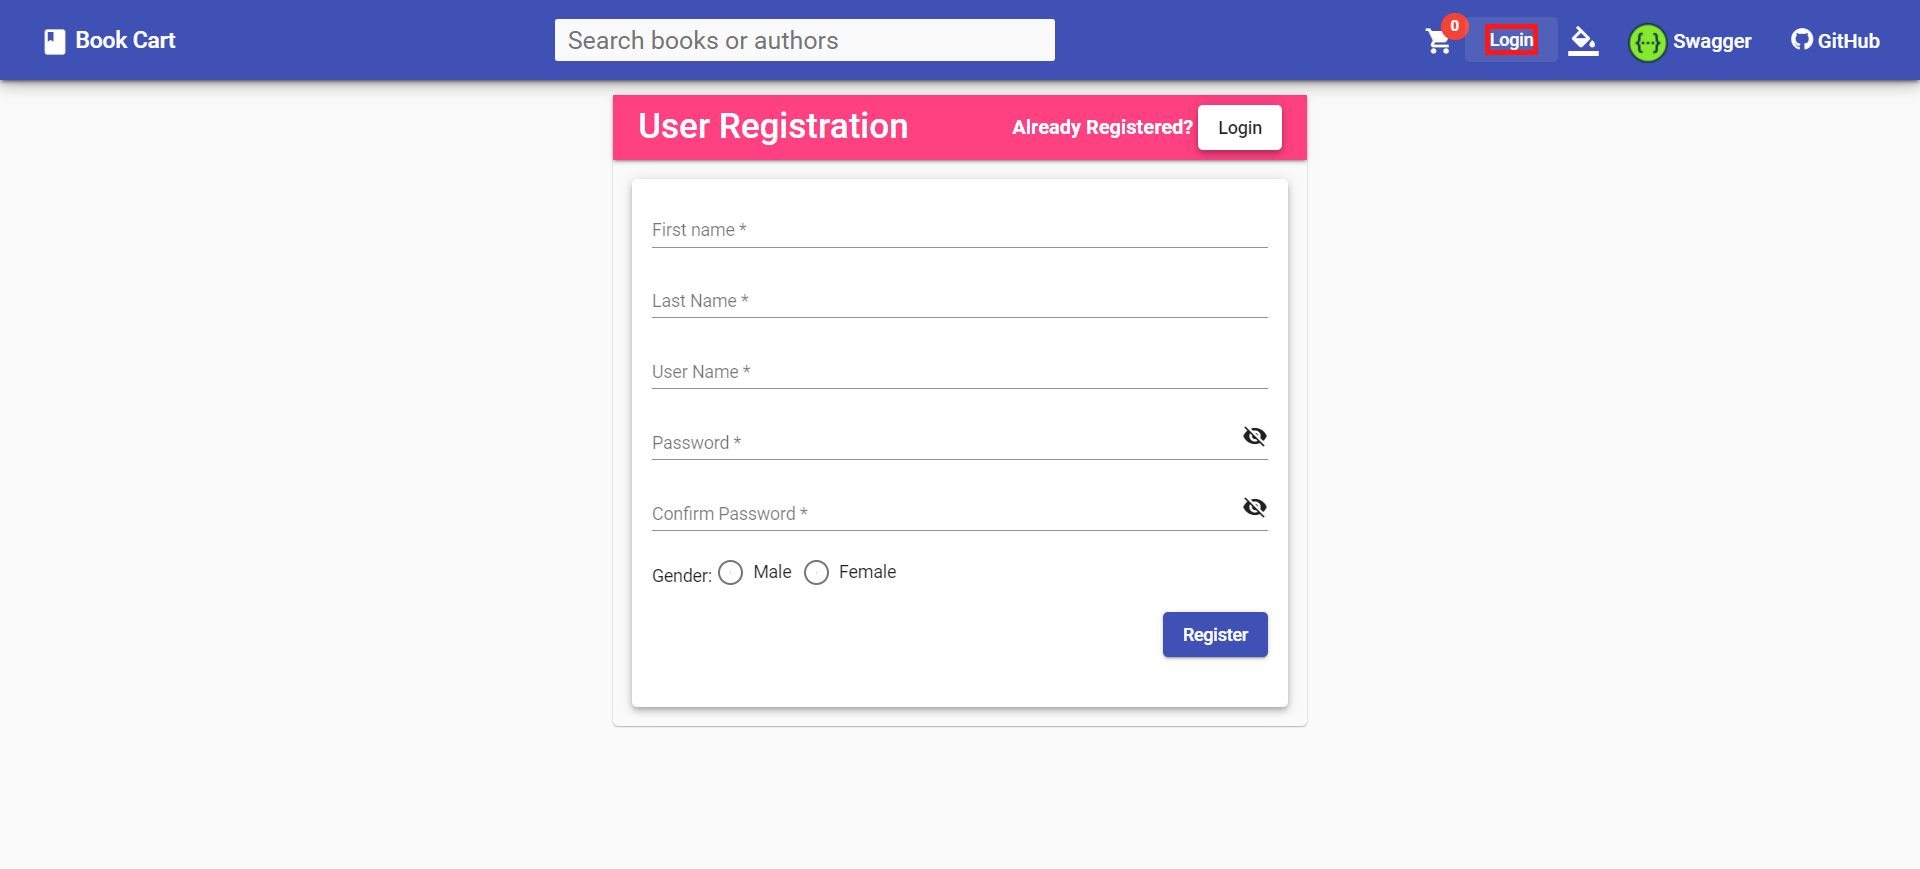 Book Cart
Search books or authors
0
Login
Swagger
GitHub
User Registration
Already Registered? Login
First name *
Last Name *
User Name *
Password *
Confirm Password *
Gender: Male Female
Register